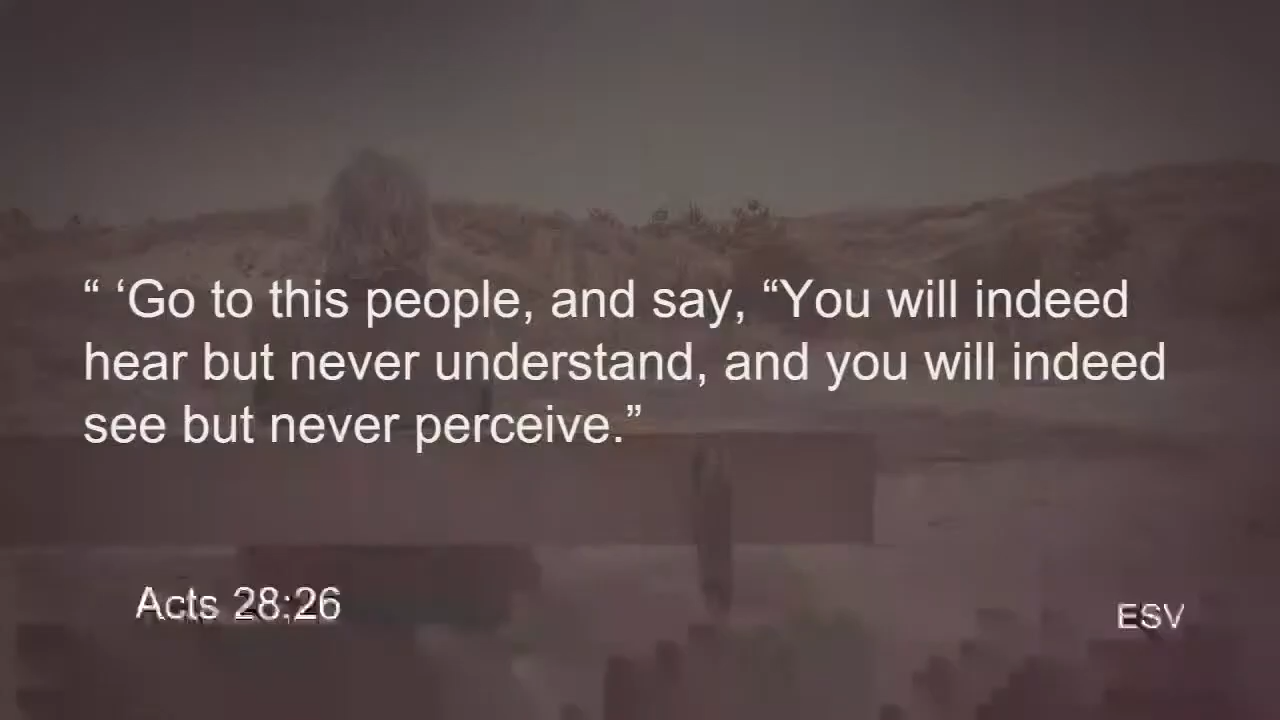 “ ‘Go to this people, and say, “You will indeed
hear but never understand, and you will indeed
see but never perceive.”
Acts 28:26
ESV